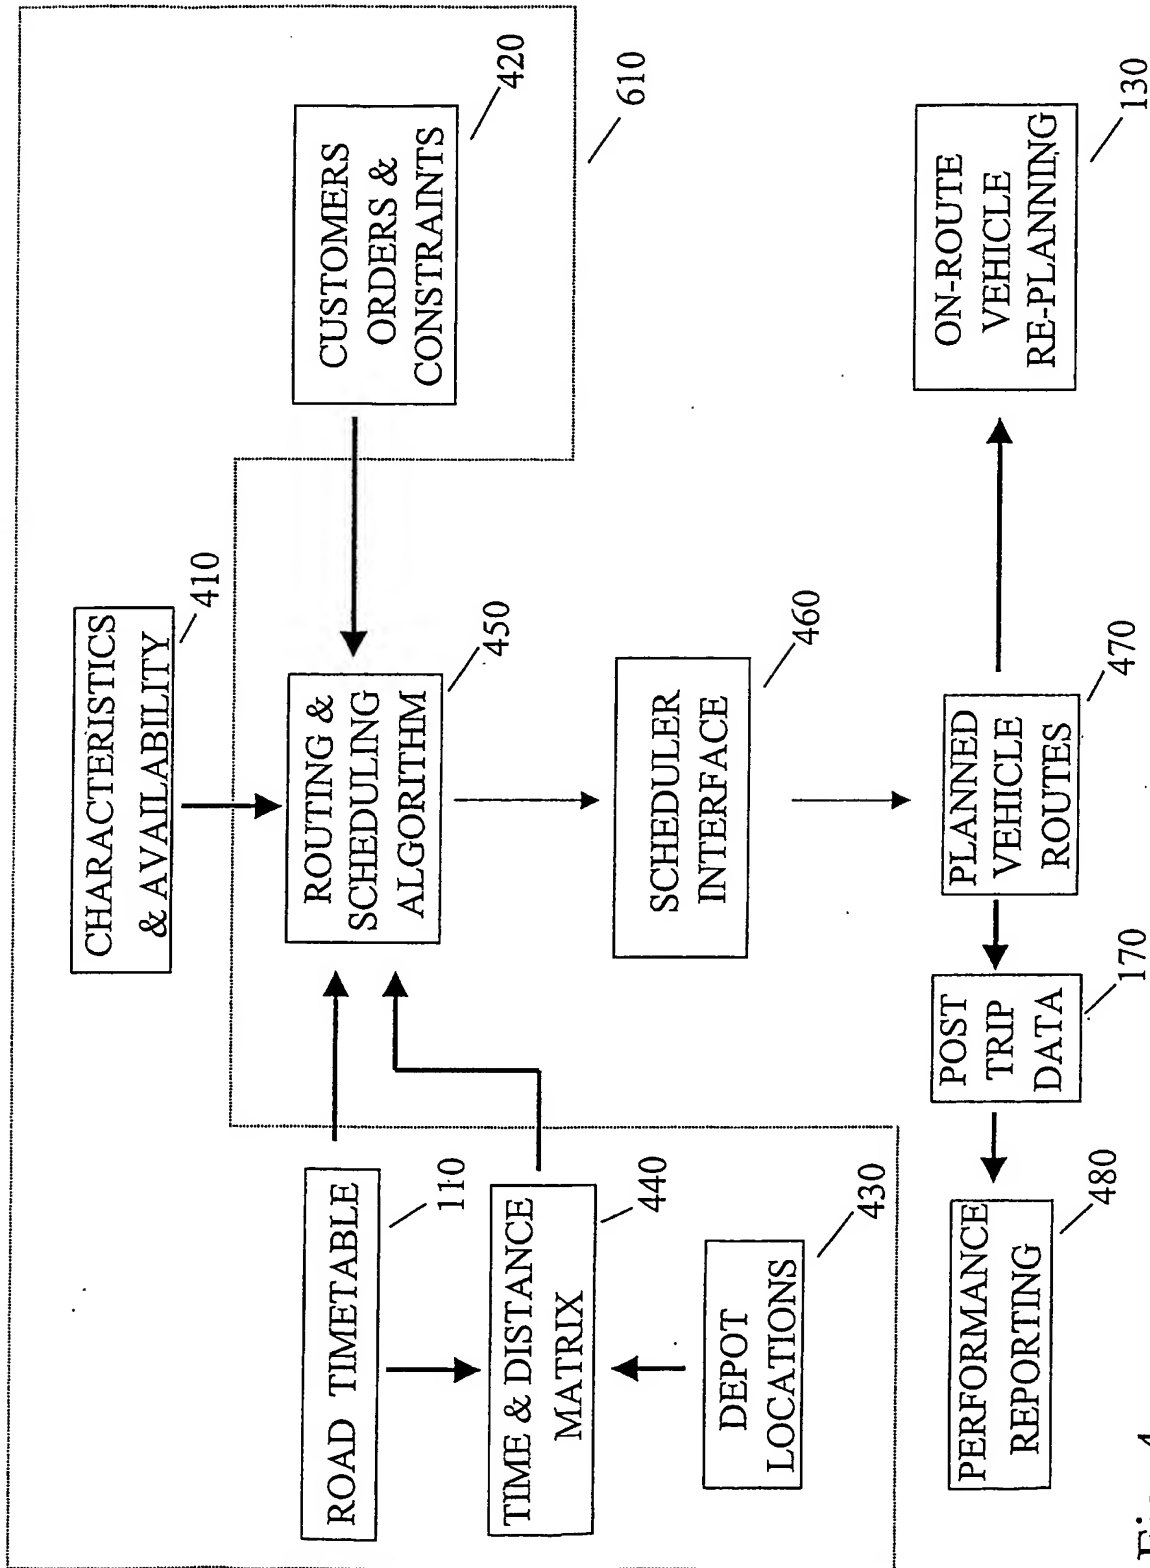 CHARACTERISTICS
& AVAILABILITY
410
CUSTOMERS
ORDERS &
CONSTRAINTS
420
610
ROAD TIMETABLE
110
ROUTING &
SCHEDULING
ALGORITHM
450
TIME & DISTANCE
MATRIX
440
DEPOT
LOCATIONS
430
SCHEDULER
INTERFACE
460
PERFORMANCE
REPORTING
480
POST
TRIP
DATA
170
PLANNED
VEHICLE
ROUTES
470
ON-ROUTE
VEHICLE
RE-PLANNING
130
Fig. 4